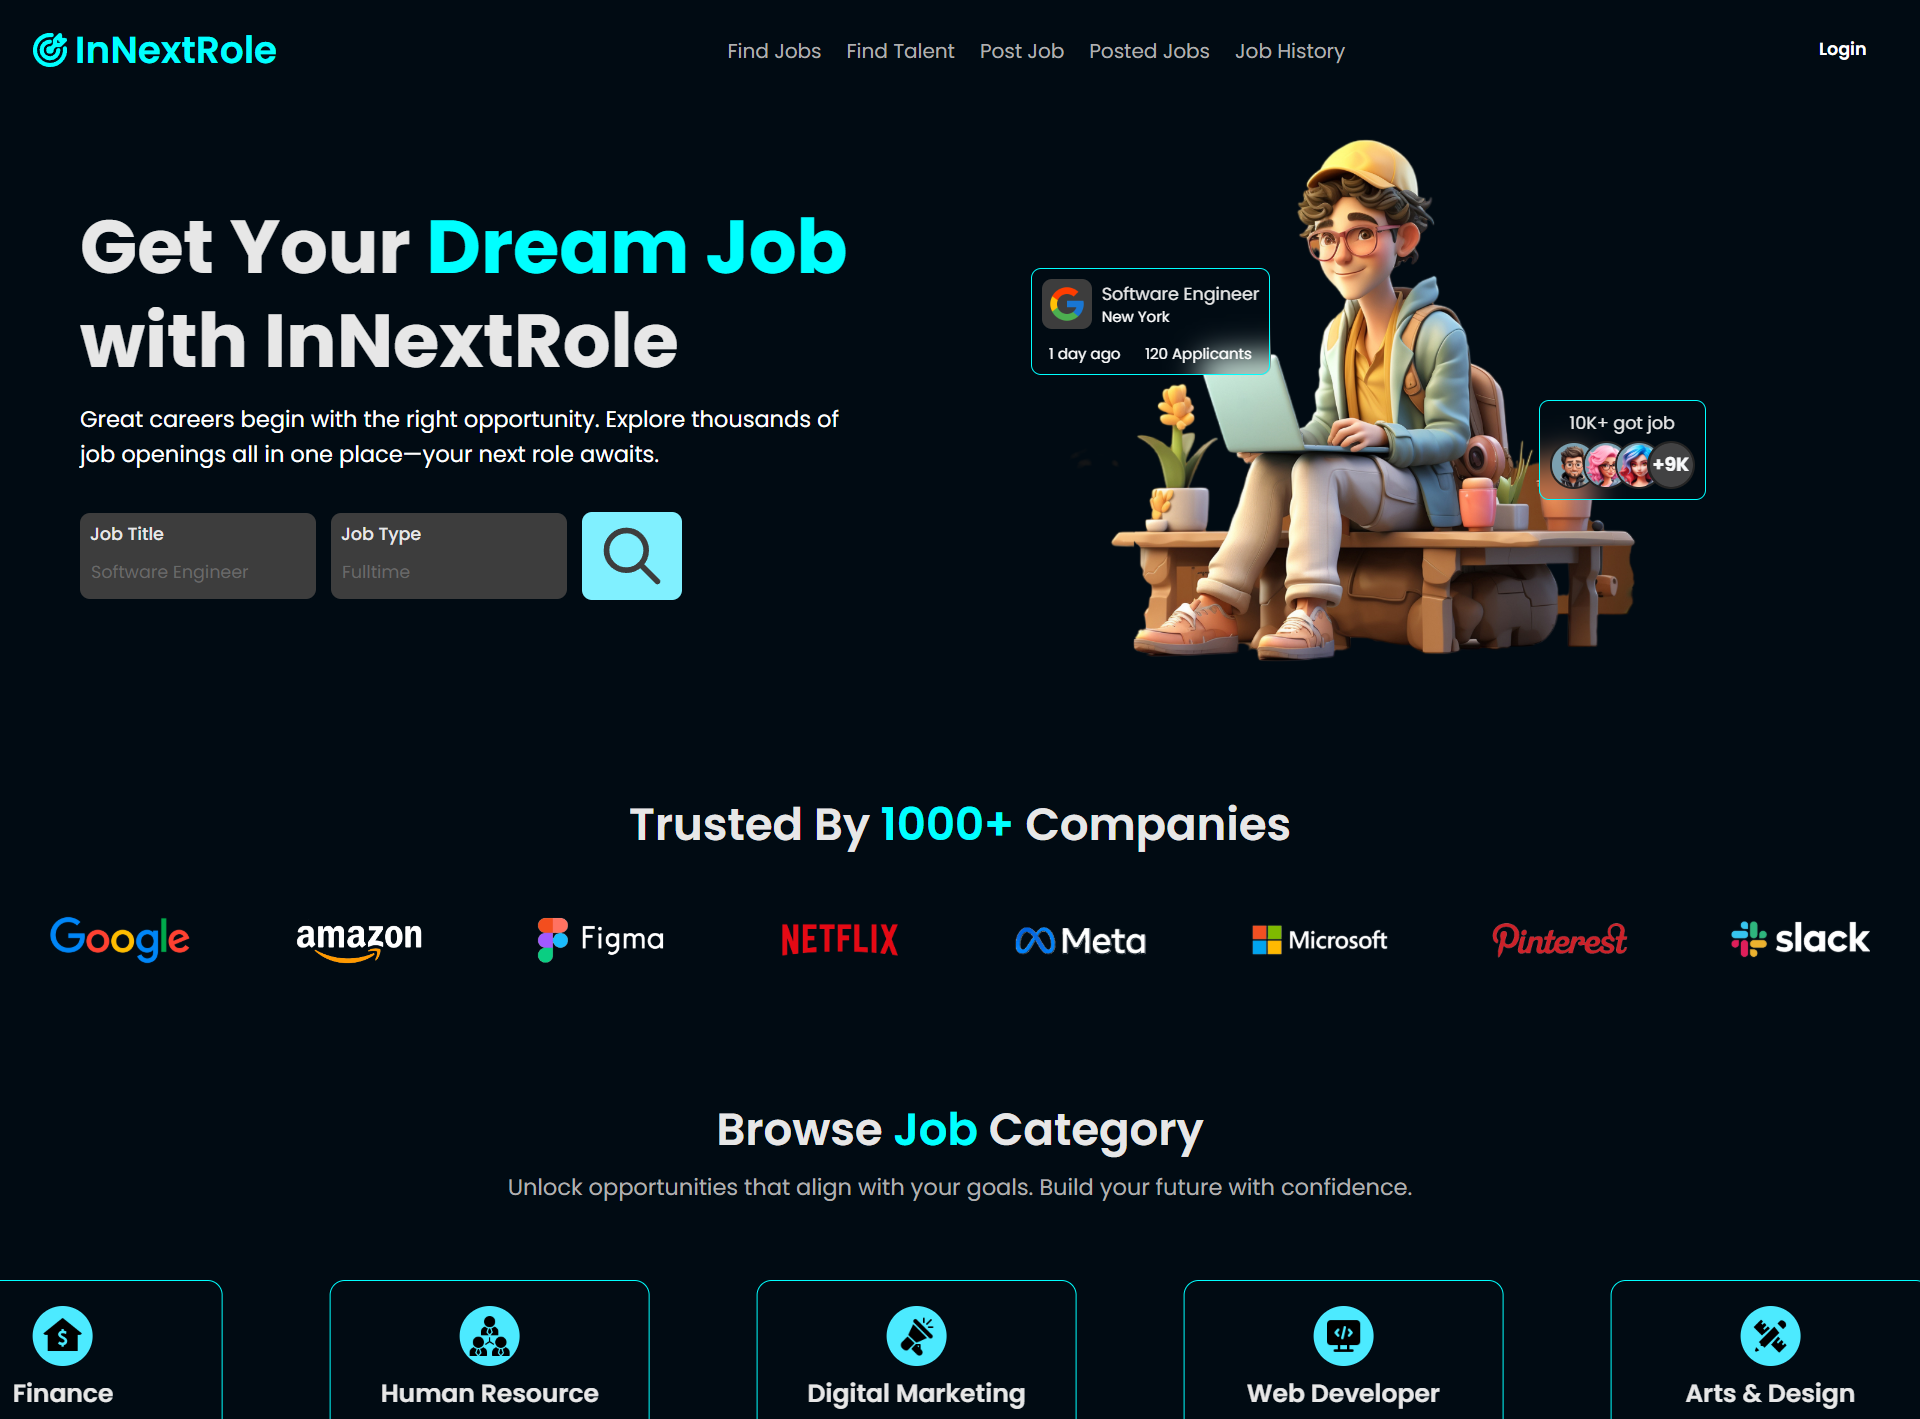 InNextRole
Find Jobs Find Talent Post Job Posted Jobs Job History
Login
Get Your Dream Job
with InNextRole
Great careers begin with the right opportunity. Explore thousands of
job openings all in one place—your next role awaits.
Job Title
Software Engineer
Job Type
Fulltime
Software Engineer
New York
1 day ago 120 Applicants
10K+ got job
+9K
Trusted By 1000+ Companies
Google
amazon
Figma
NETFLIX
Meta
Microsoft
Pinterest
slack
Browse Job Category
Unlock opportunities that align with your goals. Build your future with confidence.
Finance
Human Resource
Digital Marketing
Web Developer
Arts & Design